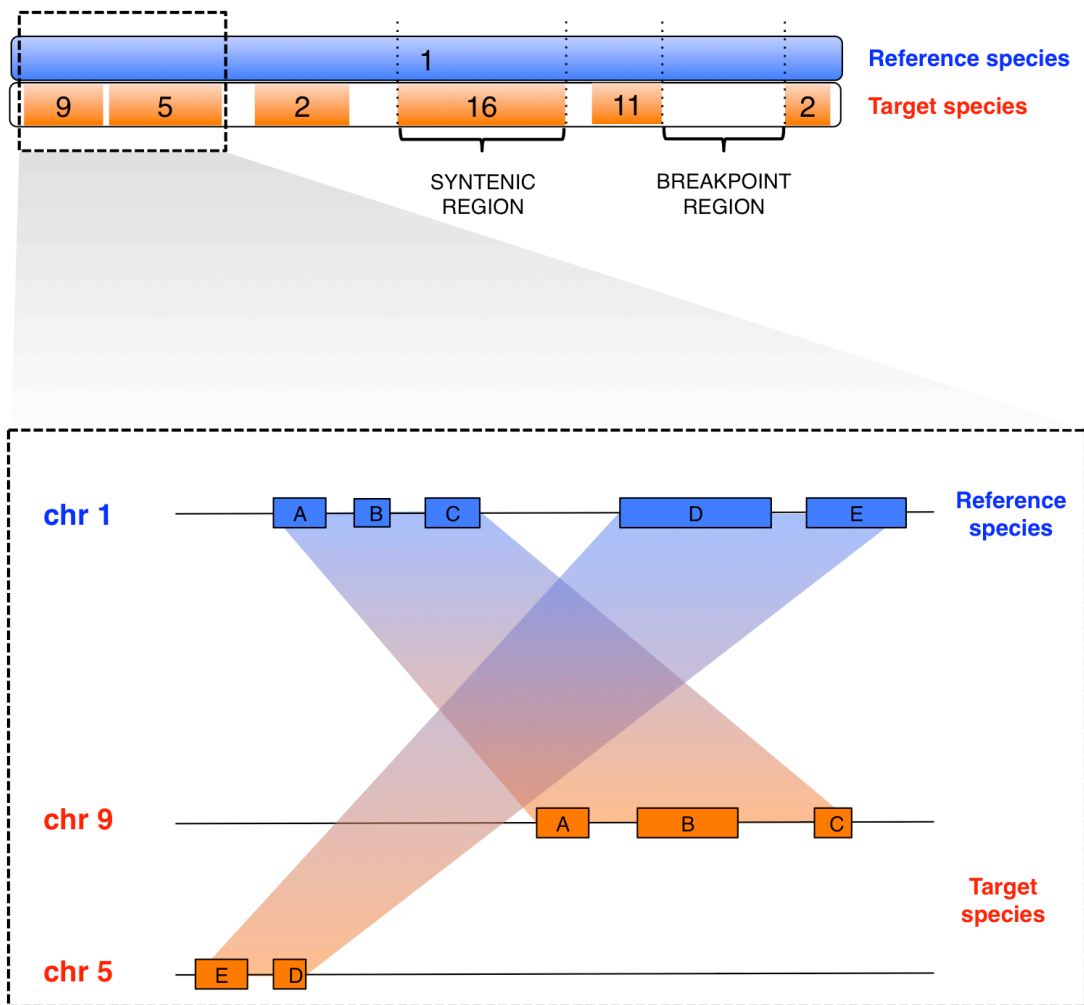 1
Reference species
9 5 2 16 11 2
Target species
SYNTENIC
REGION
BREAKPOINT
REGION
chr 1
A B C D E
Reference
species
chr 9
A B C
Target
species
chr 5
E D